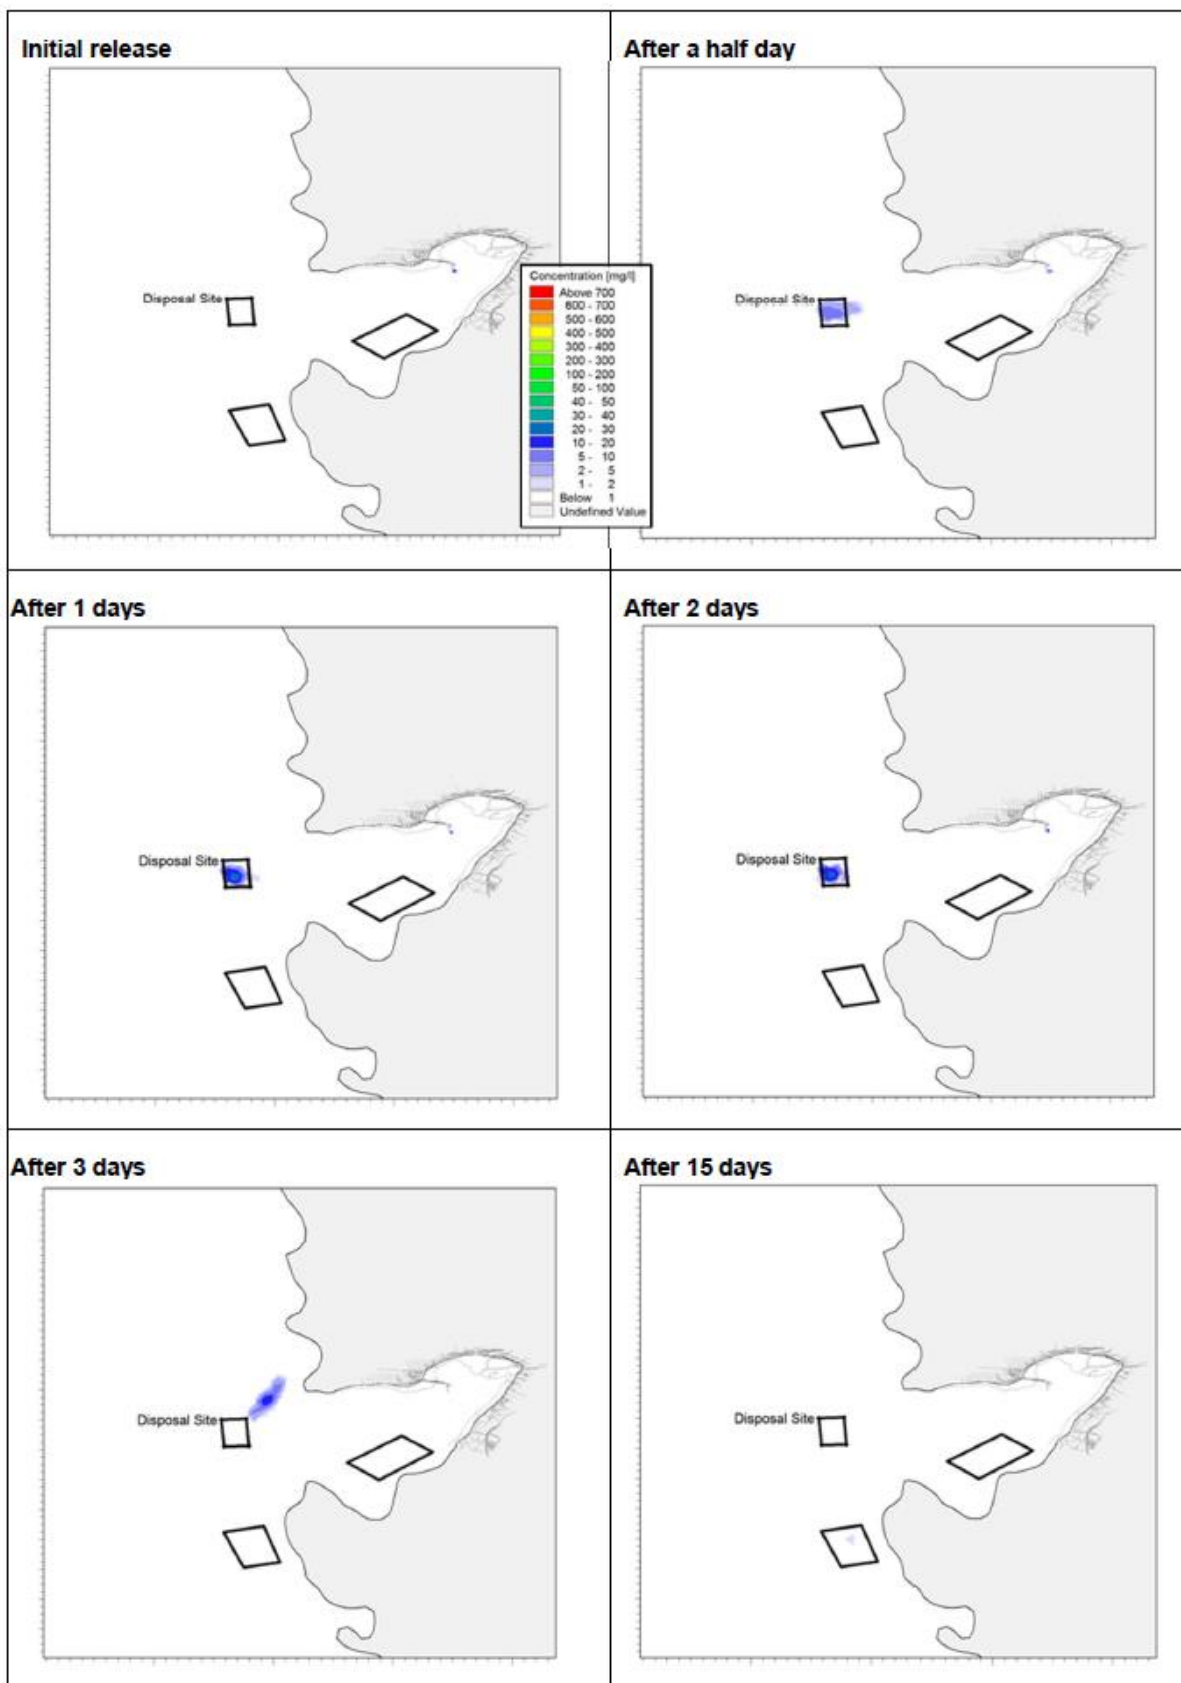 Initial release
After a half day
Disposal Site
Disposal Site
Concentration [mg/l]
Above 700
600 - 700
500 - 600
400 - 500
300 - 400
200 - 300
100 - 200
50 - 100
40 - 50
30 - 40
20 - 30
10 - 20
5 - 10
2 - 5
1 - 2
Below 1
Undefined Value
After 1 days
After 2 days
Disposal Site
Disposal Site
After 3 days
After 15 days
Disposal Site
Disposal Site